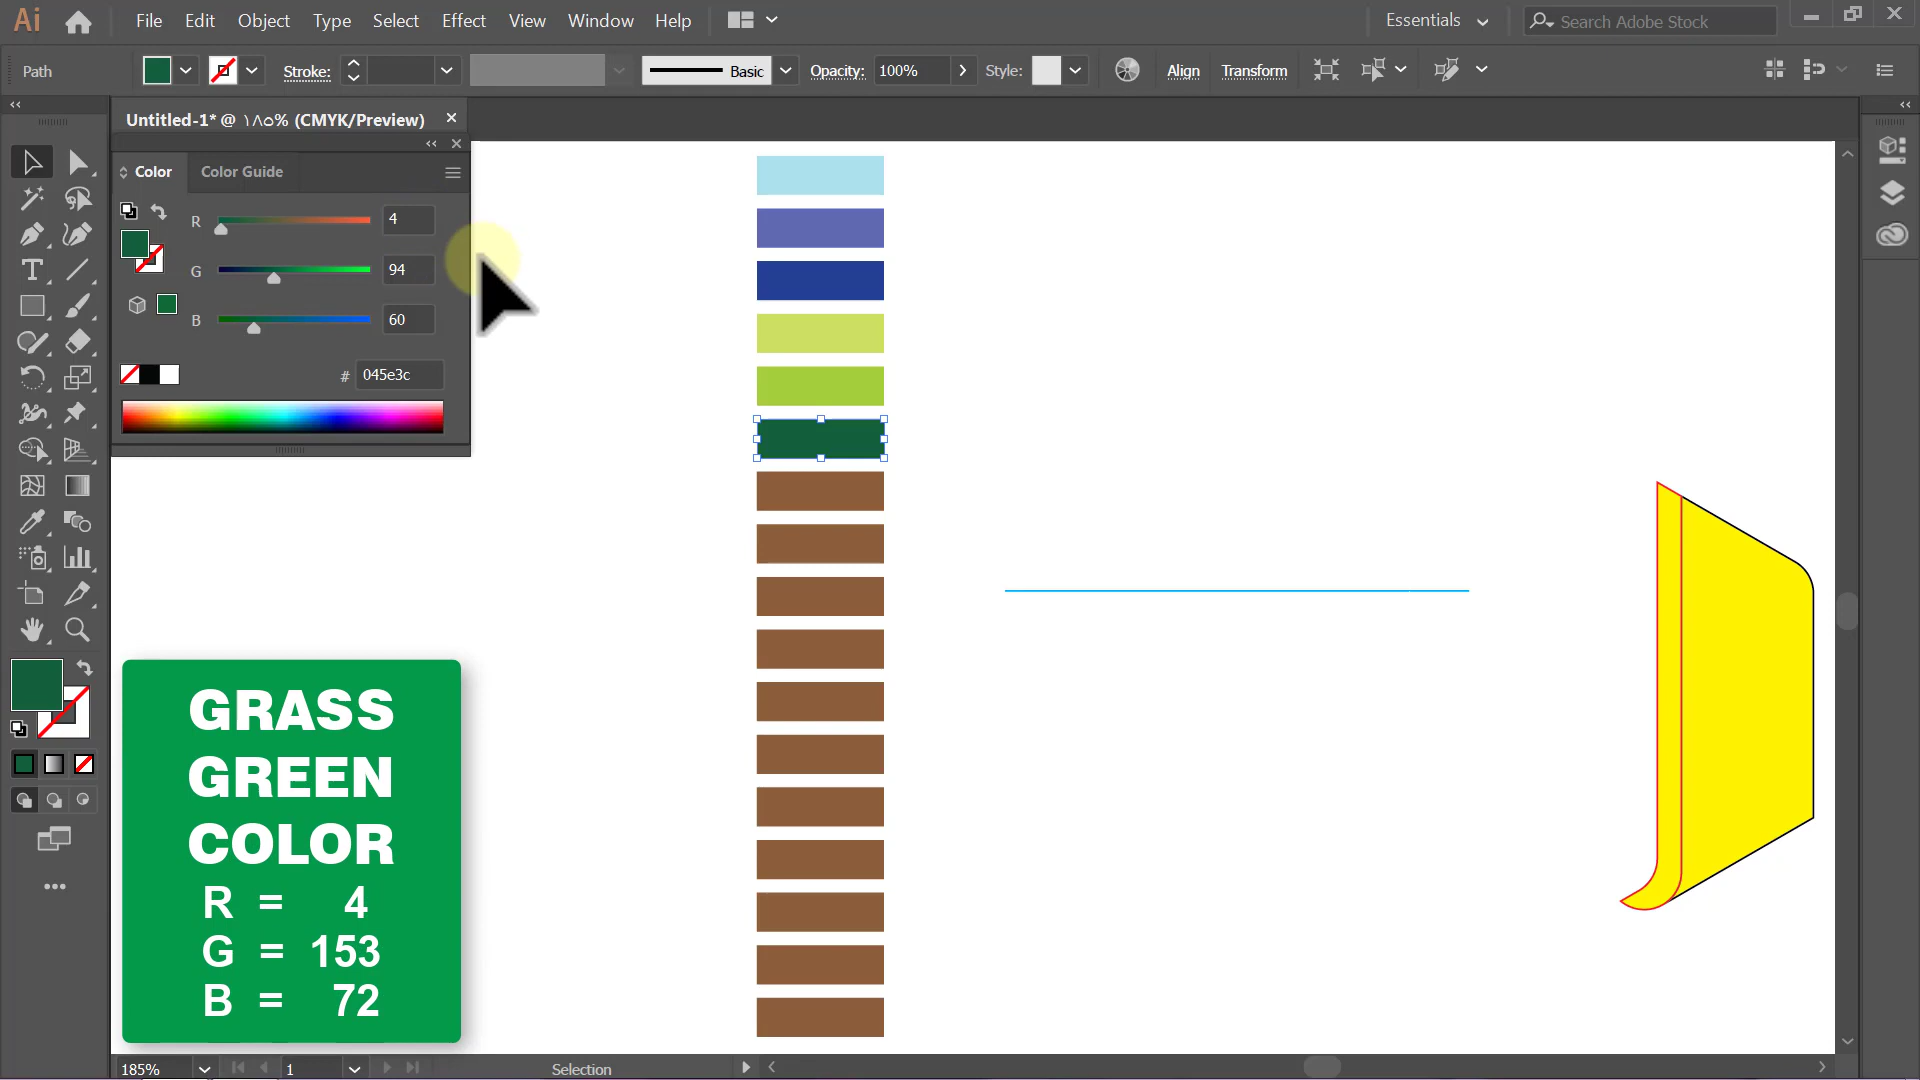 Ai File Edit Object Type Select Effect View Window Help Essentials Search Adobe Stock
Path Stroke: Basic Opacity: 100% Style: Align Transform
Untitled-1* @ ١٨٥% (CMYK/Preview)
Color Color Guide
R 4
G 94
B 60
# 045e3c
GRASS
GREEN
COLOR
R = 4
G = 153
B = 72
185% 1 Selection